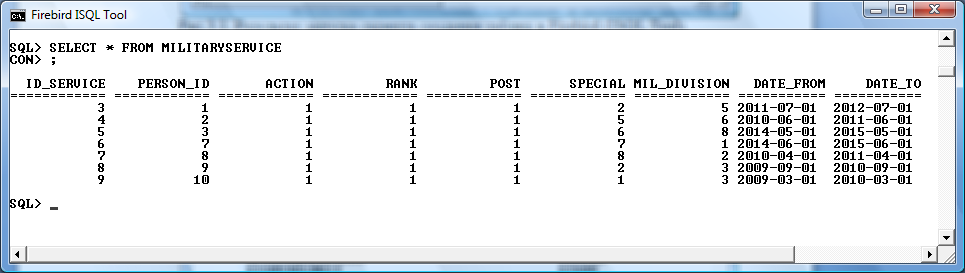 Firebird ISQL Tool
SQL> SELECT * FROM MILITARYSERVICE
CON> ;
ID_SERVICE PERSON_ID ACTION RANK POST SPECIAL MIL_DIVISION DATE_FROM DATE_TO
============ ============ ============ ============ ============ ============ ============ =========== ===========
3 1 1 1 1 2 5 2011-07-01 2012-07-01
4 2 1 1 1 5 6 2010-06-01 2011-06-01
5 3 1 1 1 6 8 2014-05-01 2015-05-01
6 7 1 1 1 7 1 2014-06-01 2015-06-01
7 8 1 1 1 8 2 2010-04-01 2011-04-01
8 9 1 1 1 2 3 2009-09-01 2010-09-01
9 10 1 1 1 1 3 2009-03-01 2010-03-01
SQL> _